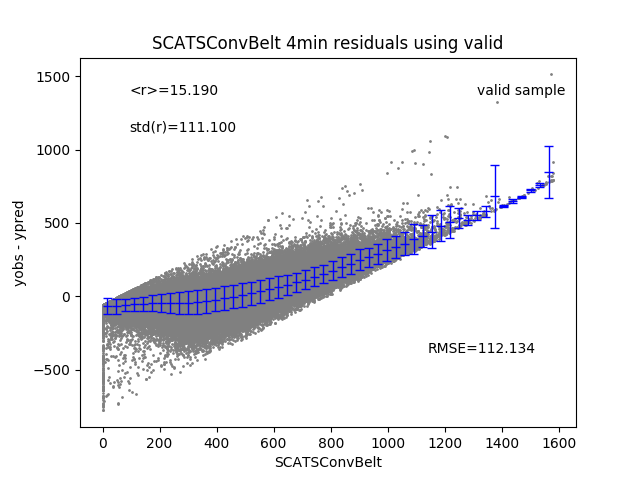 SCATSConvBelt 4min residuals using valid
<r>=15.190
valid sample
std(r)=111.100
RMSE=112.134
yobs - ypred
1500
1000
500
0
−500
0 200 400 600 800 1000 1200 1400 1600
SCATSConvBelt